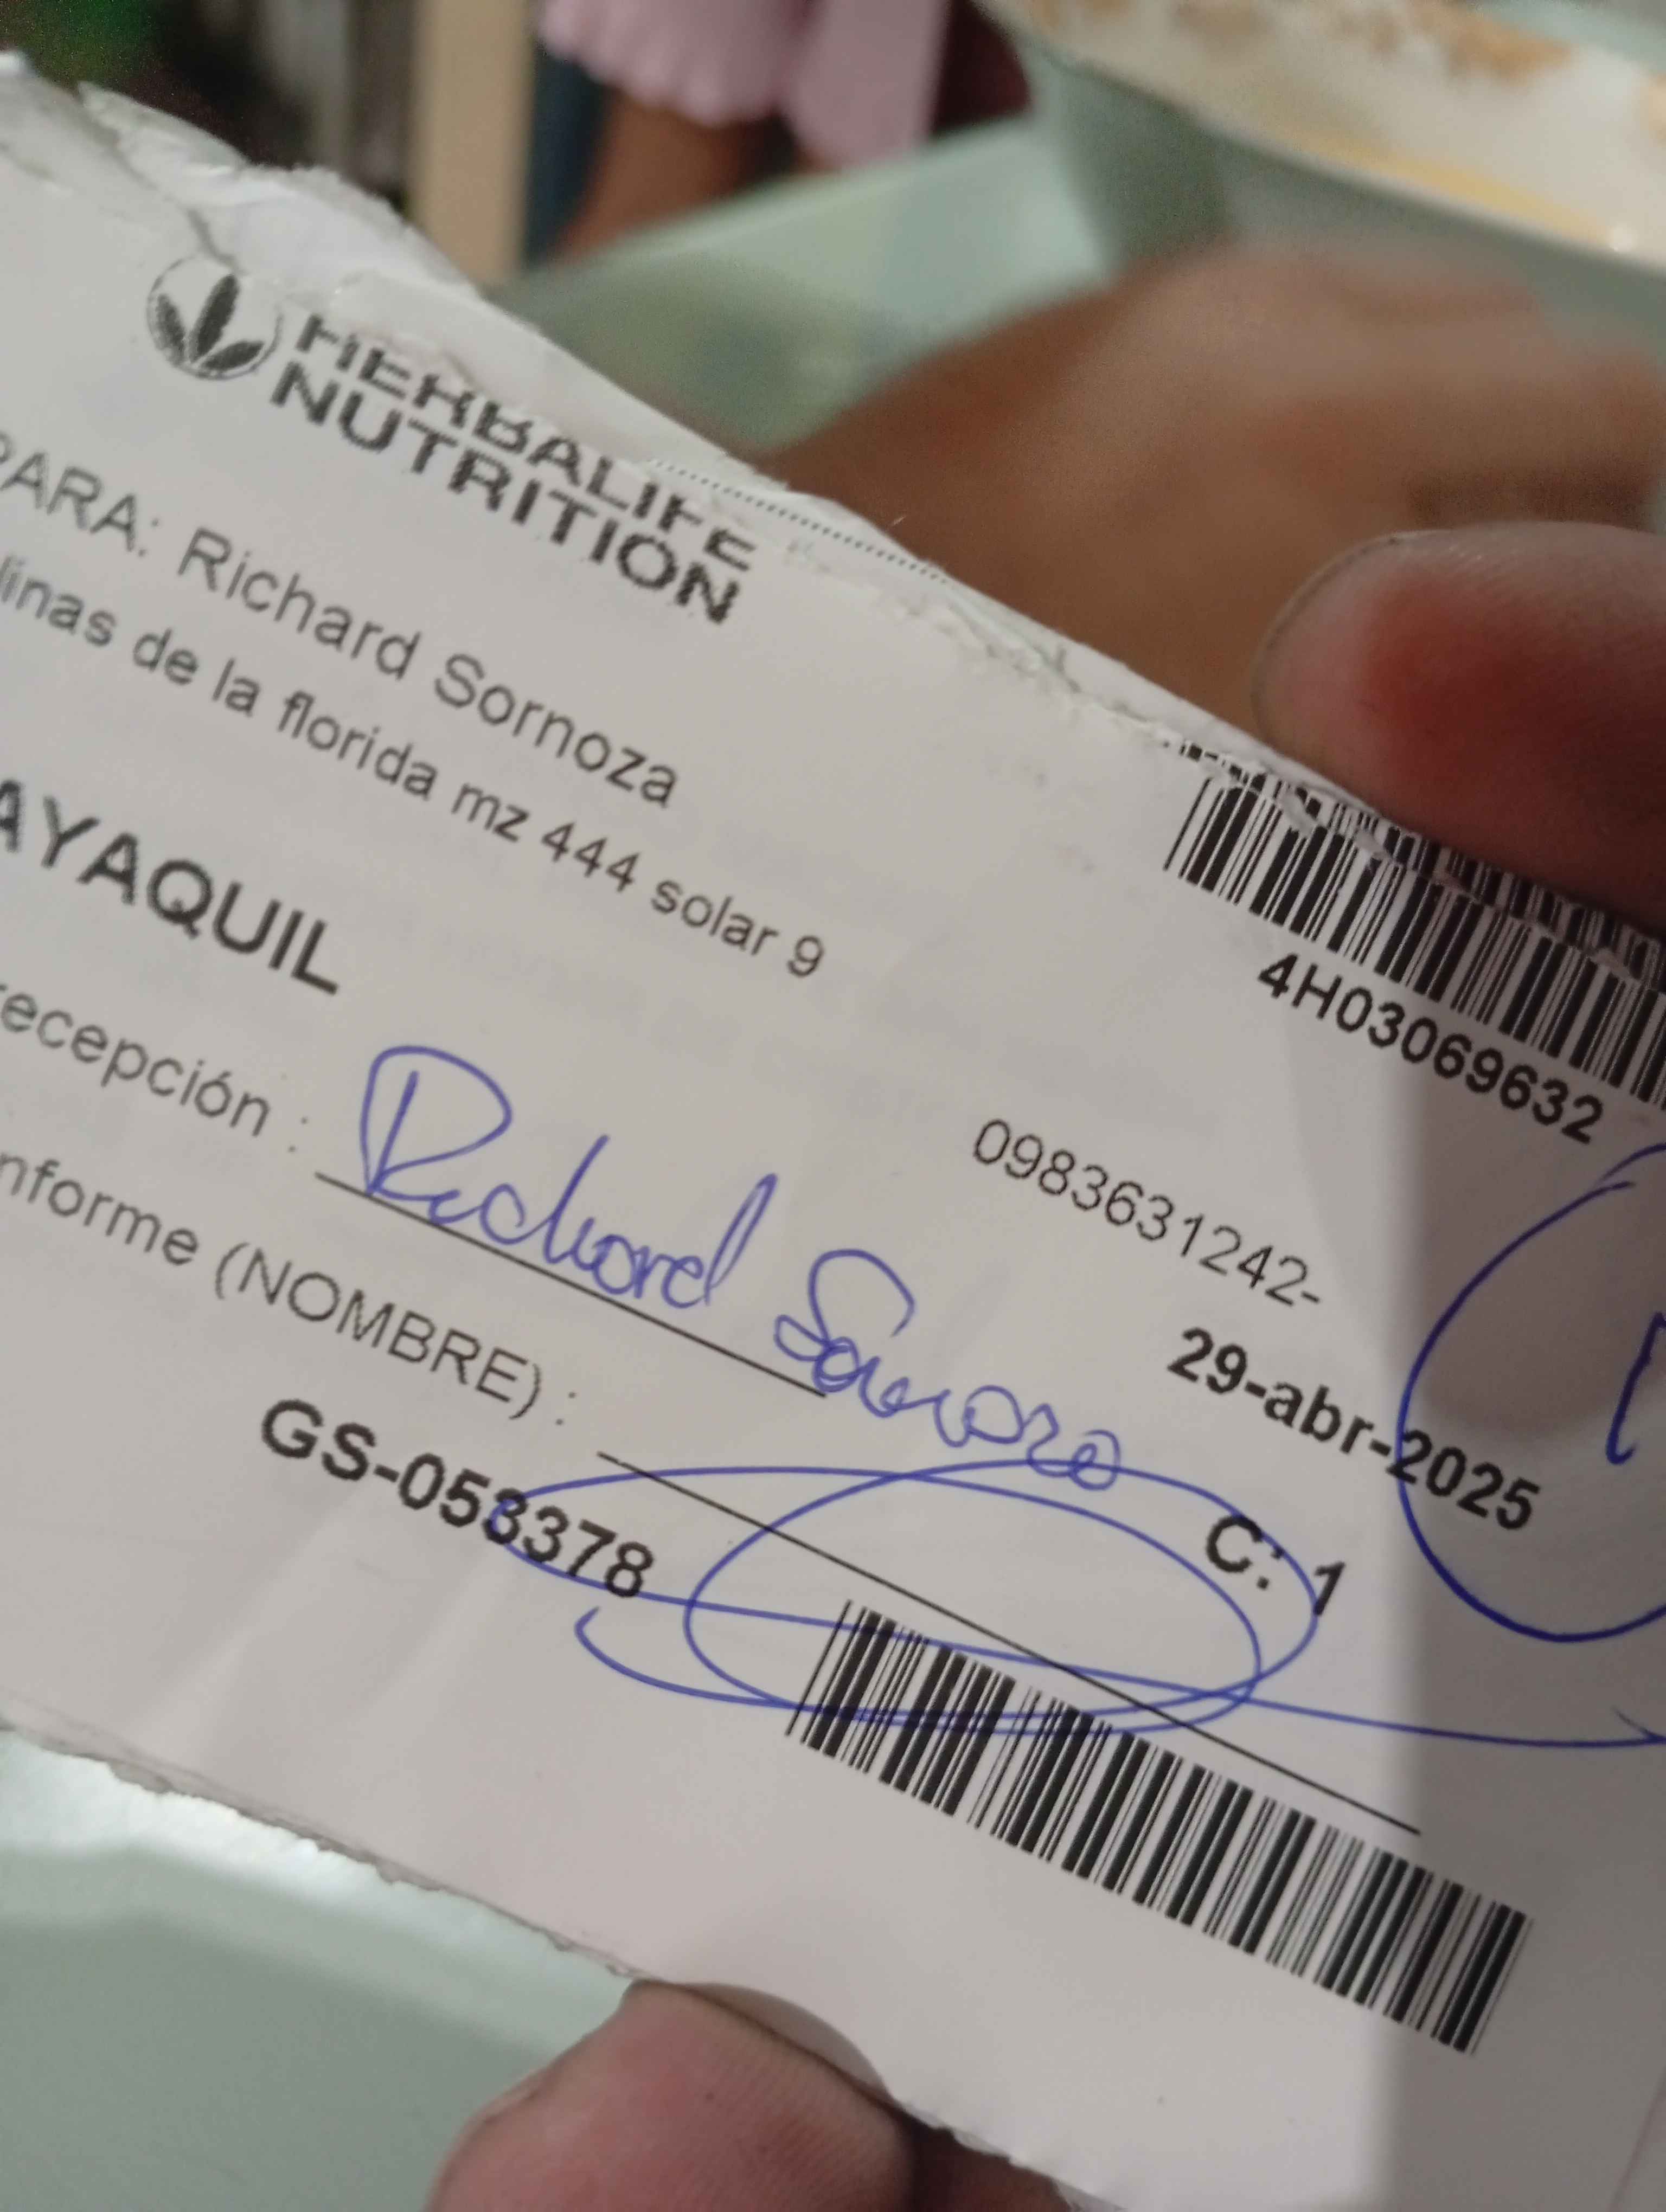 HERBALIFE
NUTRITION
PARA: Richard Sornoza
linas de la florida mz 444 solar 9
4H03069632
AYAQUIL
0983631242-
recepción : Richard Sornoza
29-abr-2025
nforme (NOMBRE) :
C: 1
GS-053378